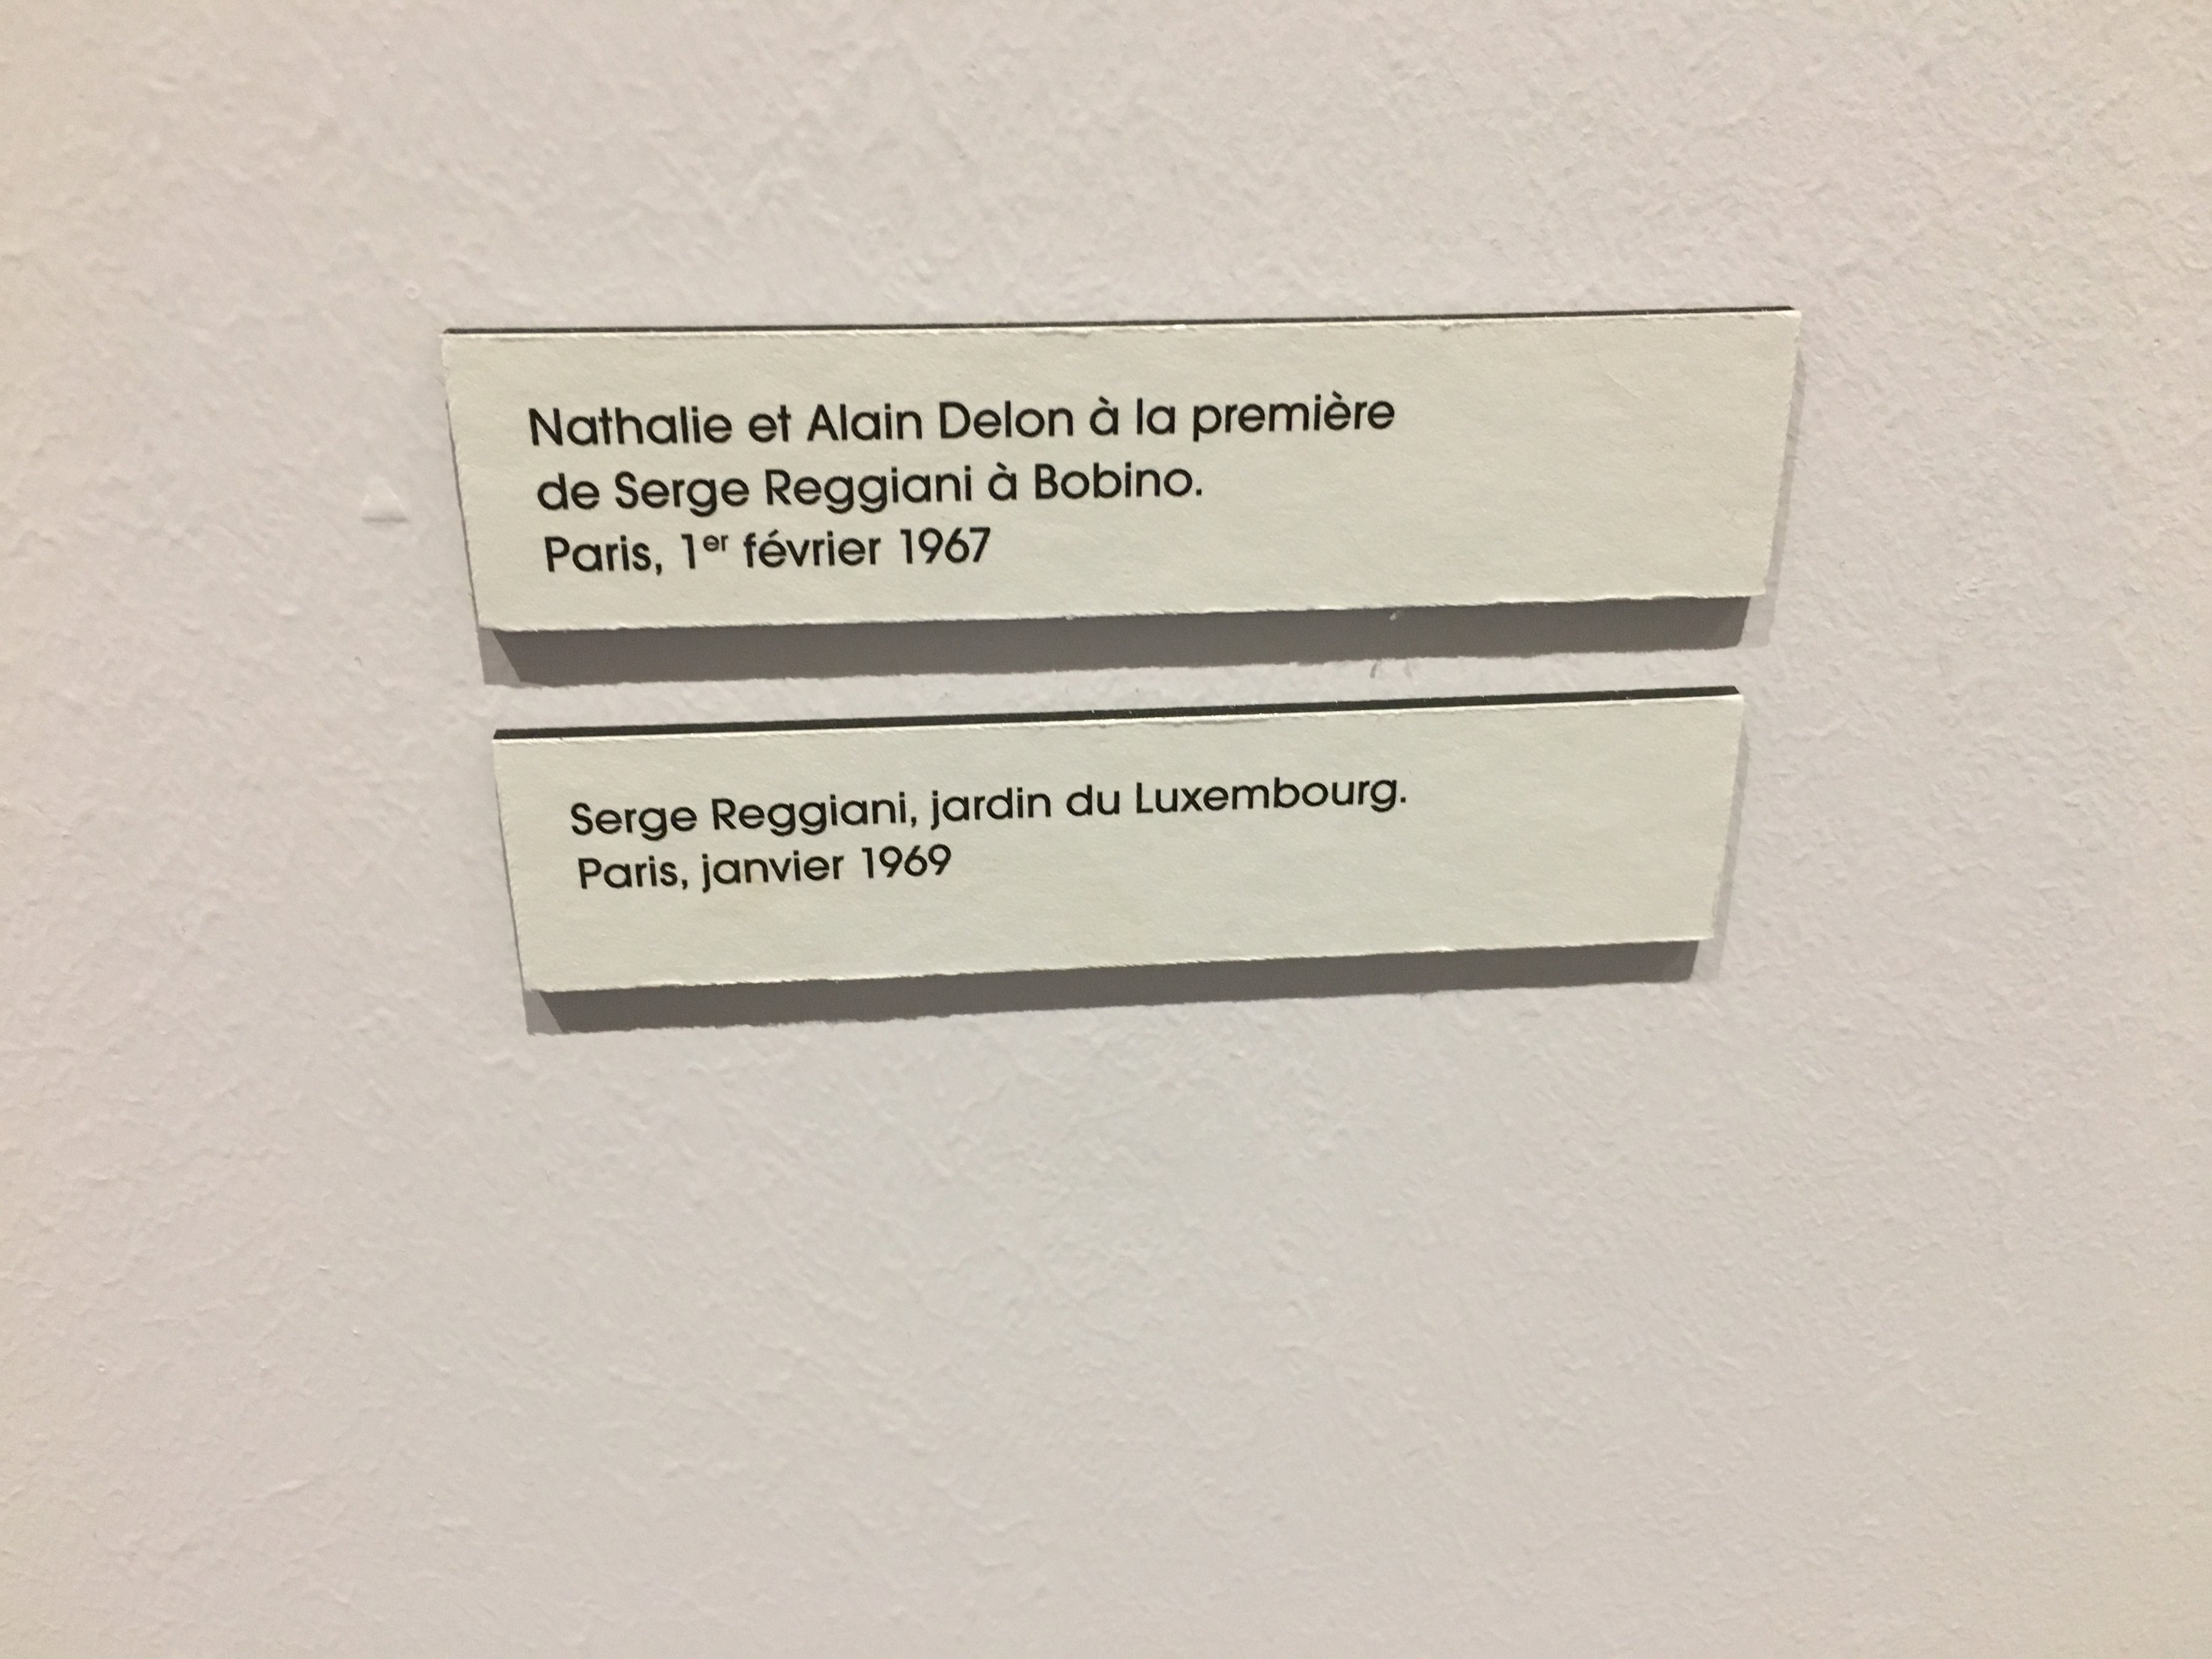 Nathalie et Alain Delon à la première
de Serge Reggiani à Bobino.
Paris, 1er février 1967
Serge Reggiani, jardin du Luxembourg.
Paris, janvier 1969